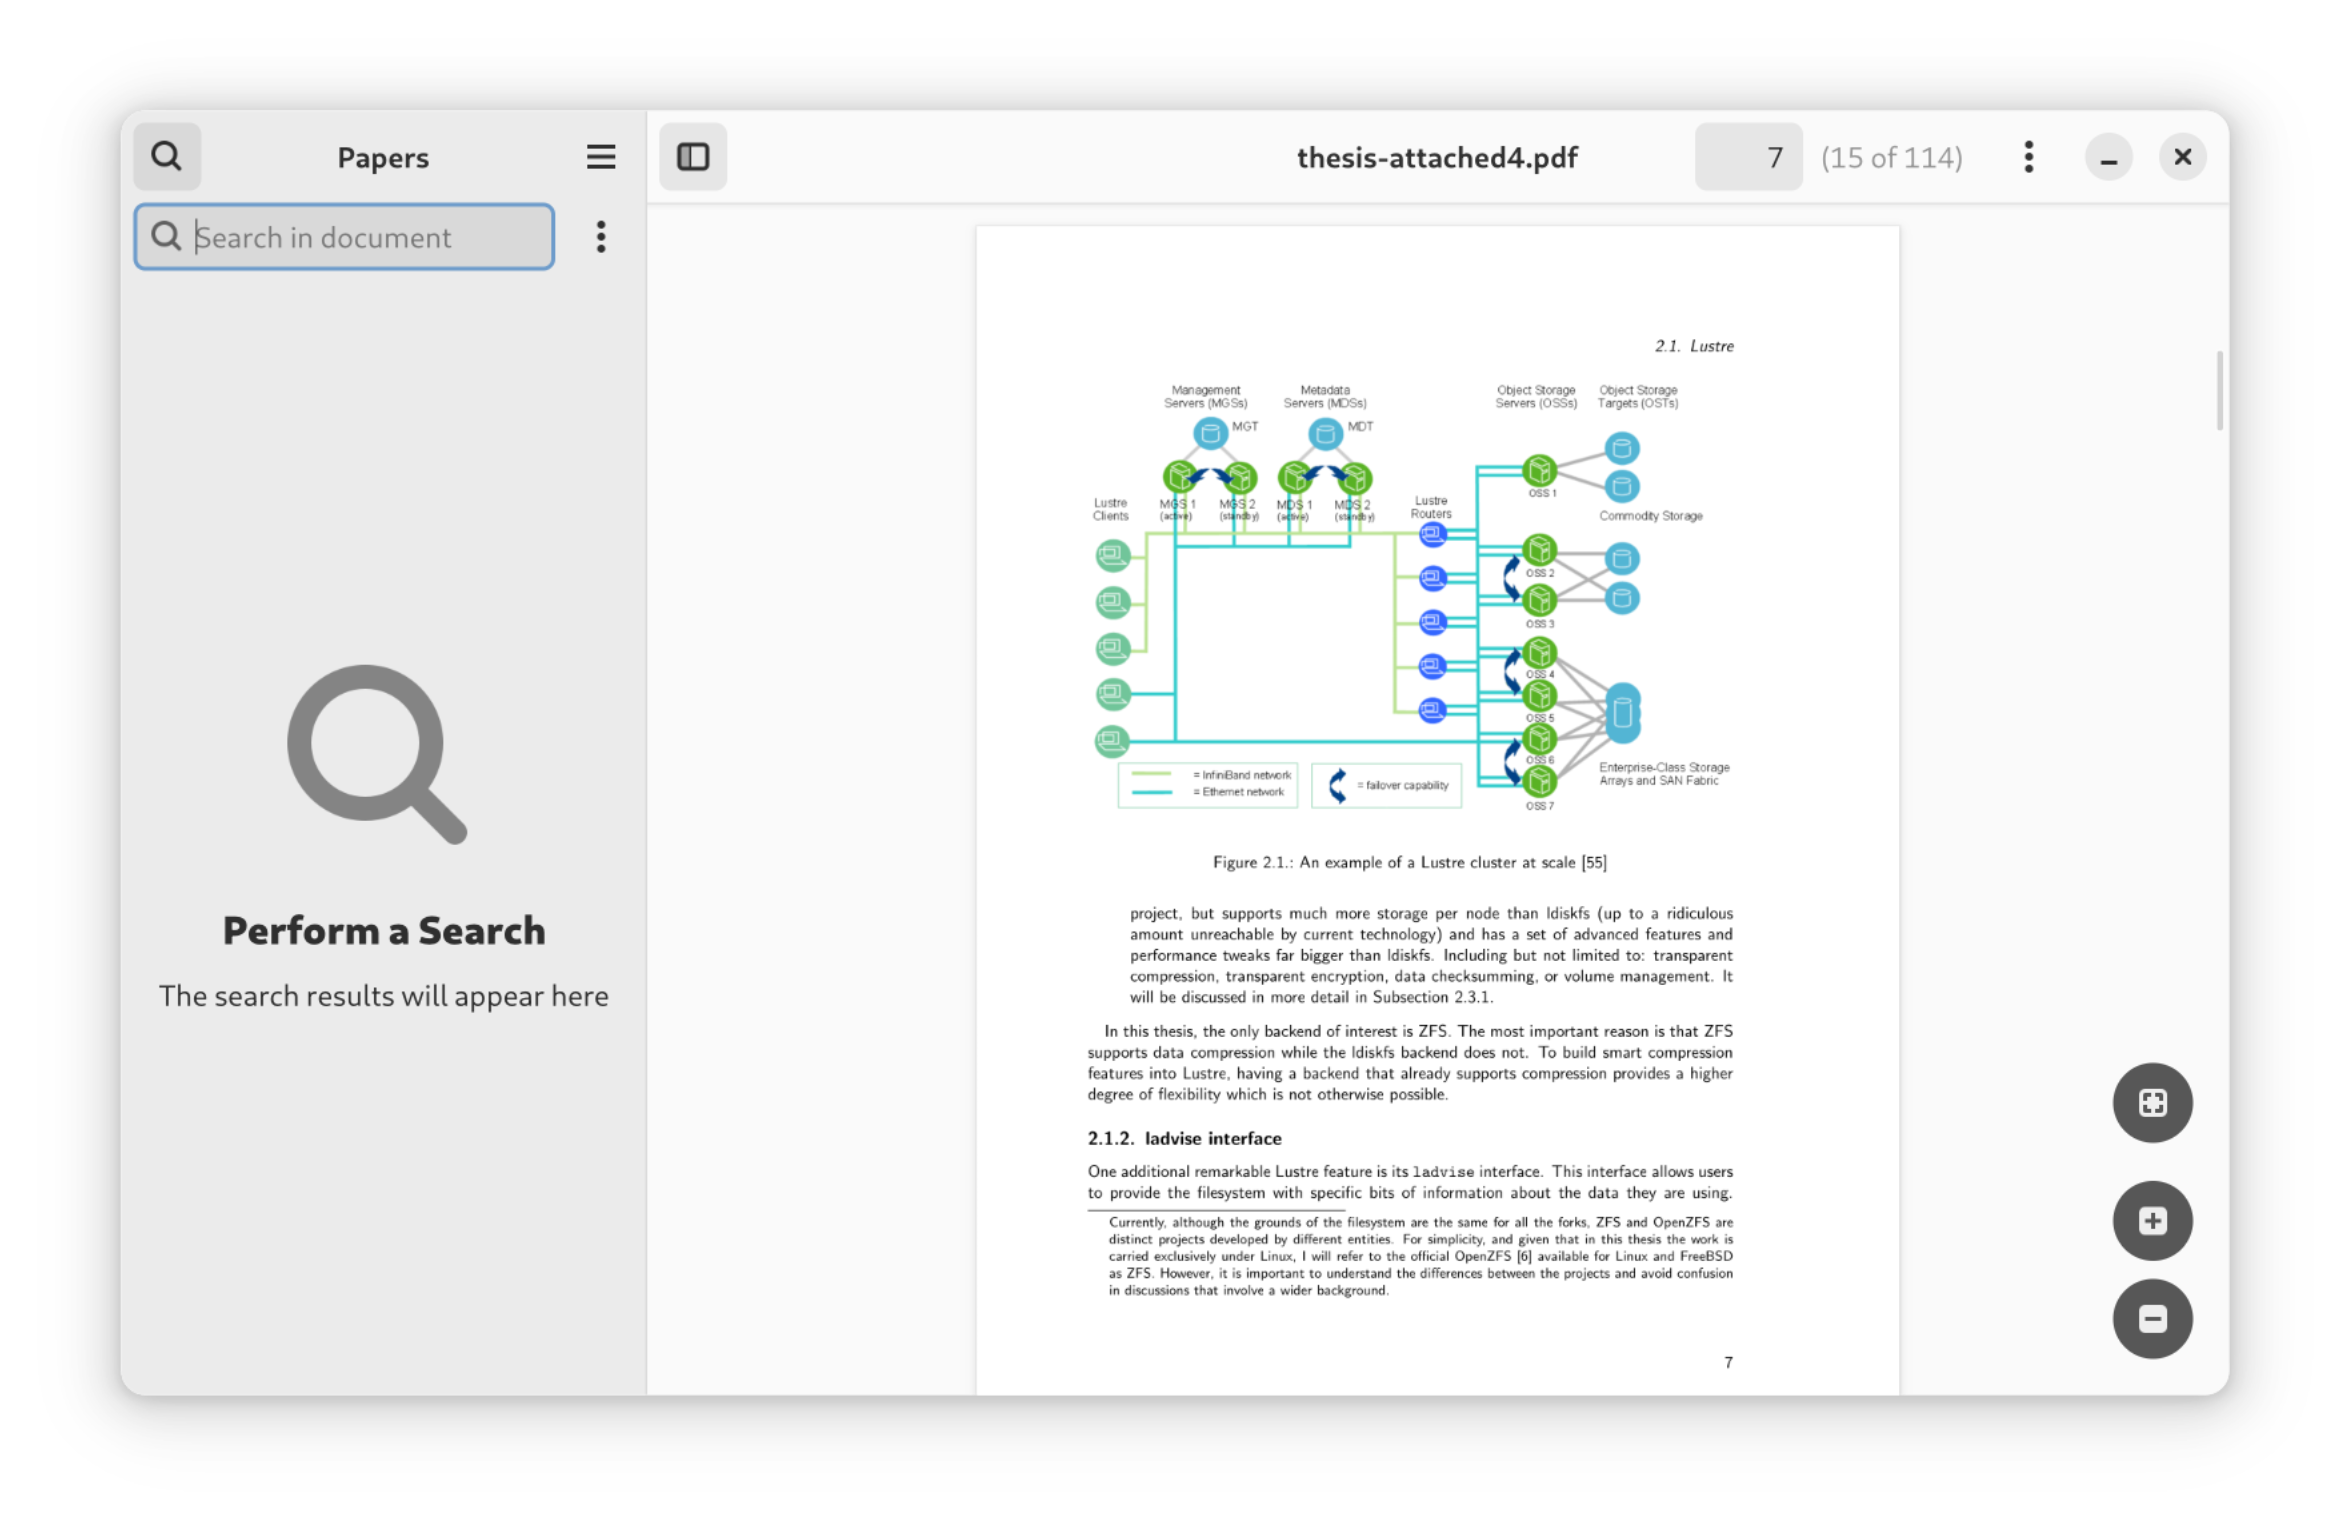 Papers
thesis-attached4.pdf
7
(15 of 114)
Search in document
Perform a Search
The search results will appear here
2.1. Lustre
Management
Servers (MGSs)
Metadata
Servers (MDSs)
Object Storage
Servers (OSSs)
Object Storage
Targets (OSTs)
MGT
MDT
OSS 1
Lustre
Clients
MGS 1
(active)
MGS 2
(standby)
MDS 1
(active)
MDS 2
(standby)
Lustre
Routers
Commodity Storage
OSS 2
OSS 3
OSS 4
OSS 5
OSS 6
OSS 7
Enterprise-Class Storage
Arrays and SAN Fabric
= InfiniBand network
= Ethernet network
= failover capability
Figure 2.1.: An example of a Lustre cluster at scale [55]
project, but supports much more storage per node than ldiskfs (up to a ridiculous
amount unreachable by current technology) and has a set of advanced features and
performance tweaks far bigger than ldiskfs. Including but not limited to: transparent
compression, transparent encryption, data checksumming, or volume management. It
will be discussed in more detail in Subsection 2.3.1.
In this thesis, the only backend of interest is ZFS. The most important reason is that ZFS
supports data compression while the ldiskfs backend does not. To build smart compression
features into Lustre, having a backend that already supports compression provides a higher
degree of flexibility which is not otherwise possible.
2.1.2. ladvise interface
One additional remarkable Lustre feature is its ladvise interface. This interface allows users
to provide the filesystem with specific bits of information about the data they are using.
Currently, although the grounds of the filesystem are the same for all the forks, ZFS and OpenZFS are
distinct projects developed by different entities. For simplicity, and given that in this thesis the work is
carried exclusively under Linux, I will refer to the official OpenZFS [6] available for Linux and FreeBSD
as ZFS. However, it is important to understand the differences between the projects and avoid confusion
in discussions that involve a wider background.
7